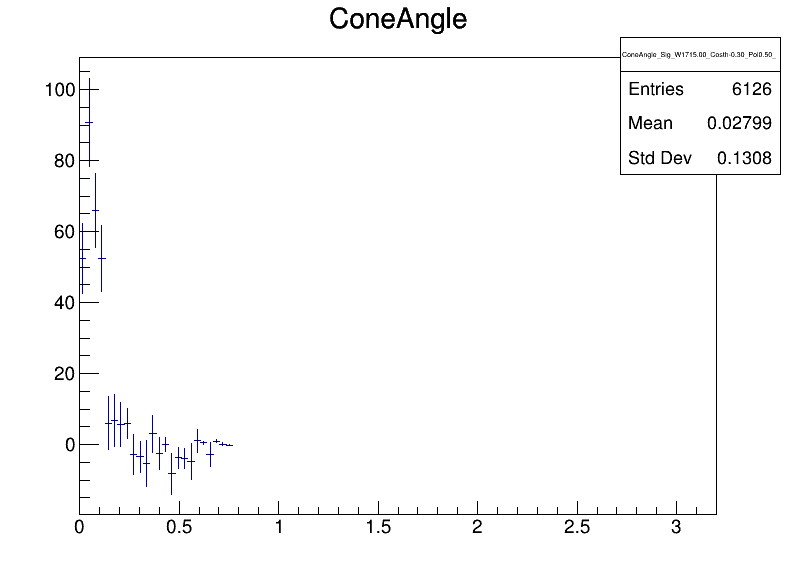 ConeAngle
ConeAngle_Sig_W1715.00_Costh-0.30_Pol0.50_
Entries 6126
Mean 0.02799
Std Dev 0.1308
100
80
60
40
20
0
0 0.5 1 1.5 2 2.5 3